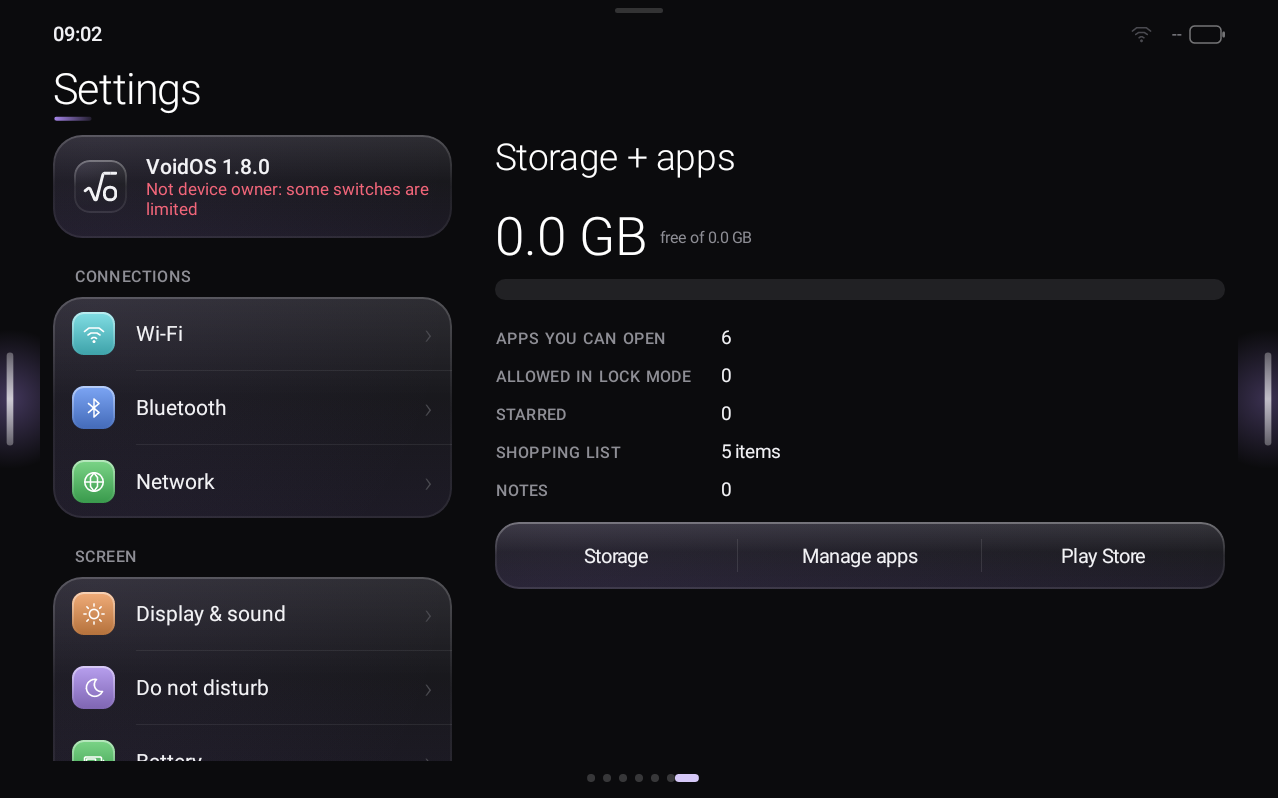 09:02
--
Settings
VoidOS 1.8.0
Not device owner: some switches are
limited
CONNECTIONS
Wi-Fi
Bluetooth
Network
SCREEN
Display & sound
Do not disturb
Battery
Storage + apps
0.0 GB free of 0.0 GB
APPS YOU CAN OPEN 6
ALLOWED IN LOCK MODE 0
STARRED 0
SHOPPING LIST 5 items
NOTES 0
Storage Manage apps Play Store